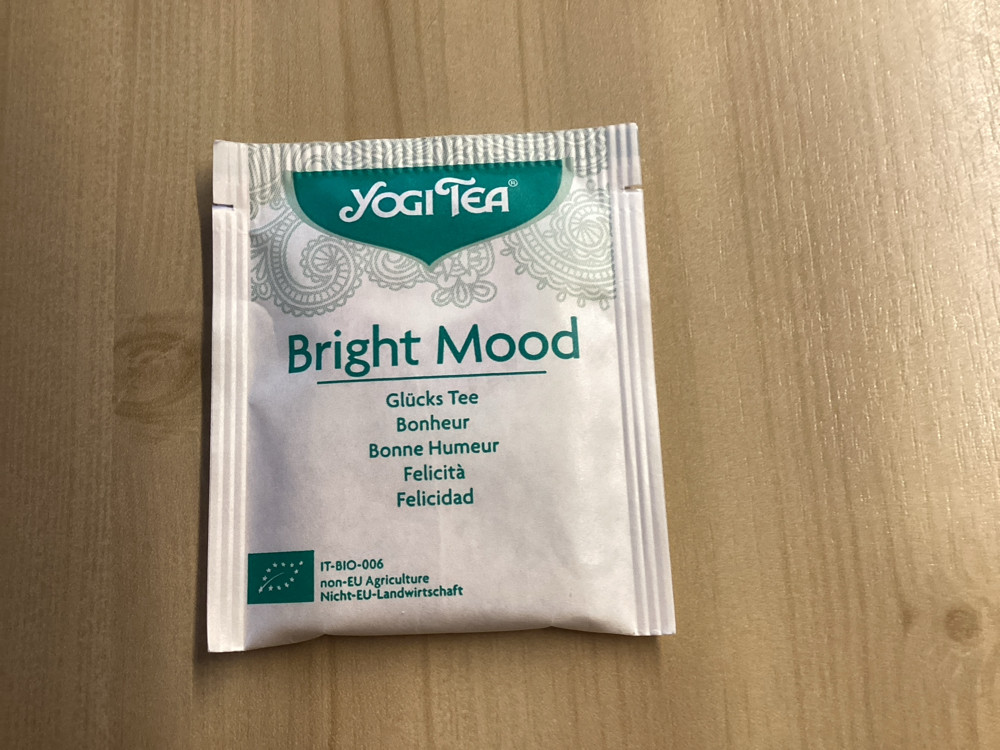 YOGI TEA®
Bright Mood
Glücks Tee
Bonheur
Bonne Humeur
Felicità
Felicidad
IT-BIO-006
non-EU Agriculture
Nicht-EU-Landwirtschaft